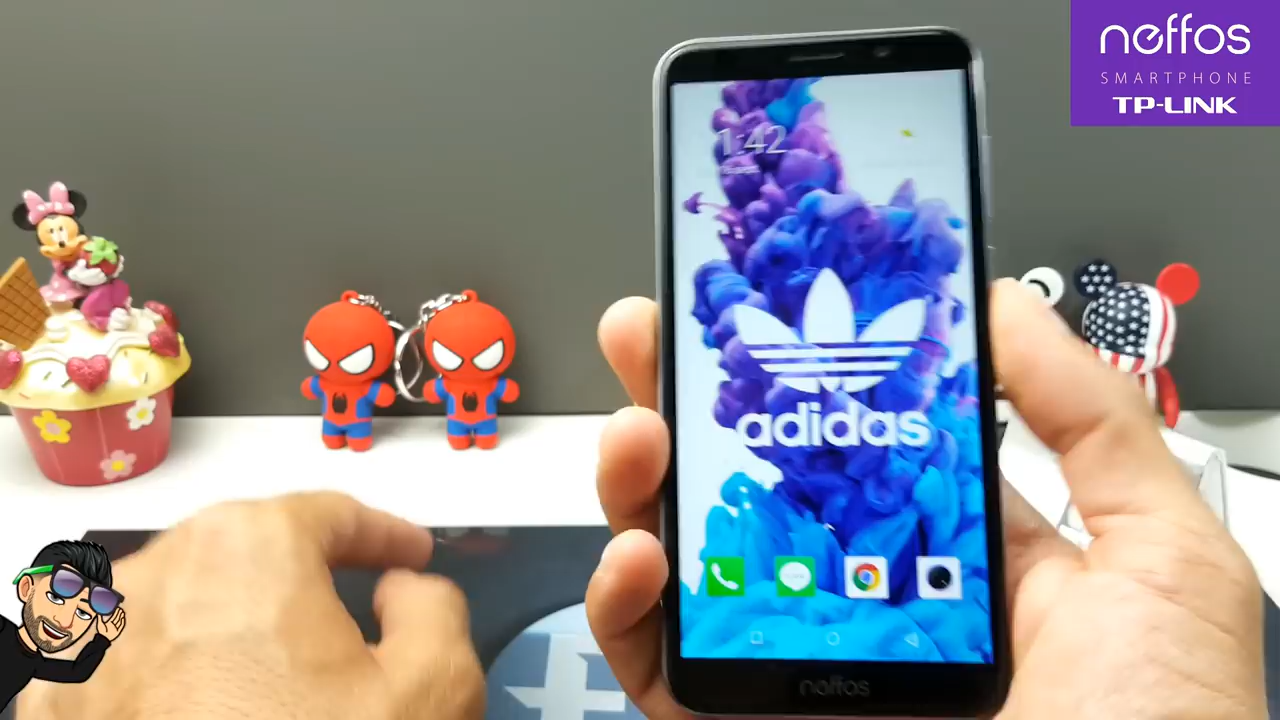 neffos
SMARTPHONE
TP-LINK
1:42
adidas
neffos